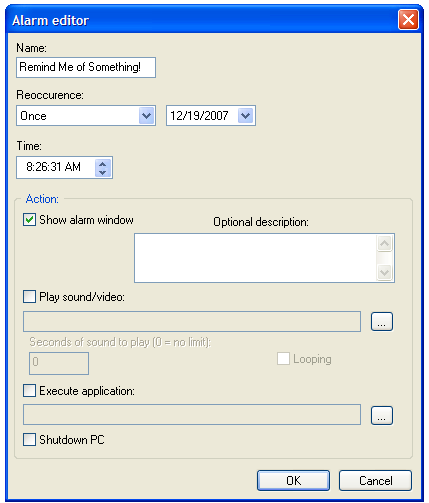 Alarm editor
Name:
Remind Me of Something!
Reoccurence:
Once 12/19/2007
Time:
8:26:31 AM
Action:
Show alarm window Optional description:
Play sound/video:
...
Seconds of sound to play (0 = no limit):
0 Looping
Execute application:
...
Shutdown PC
OK Cancel